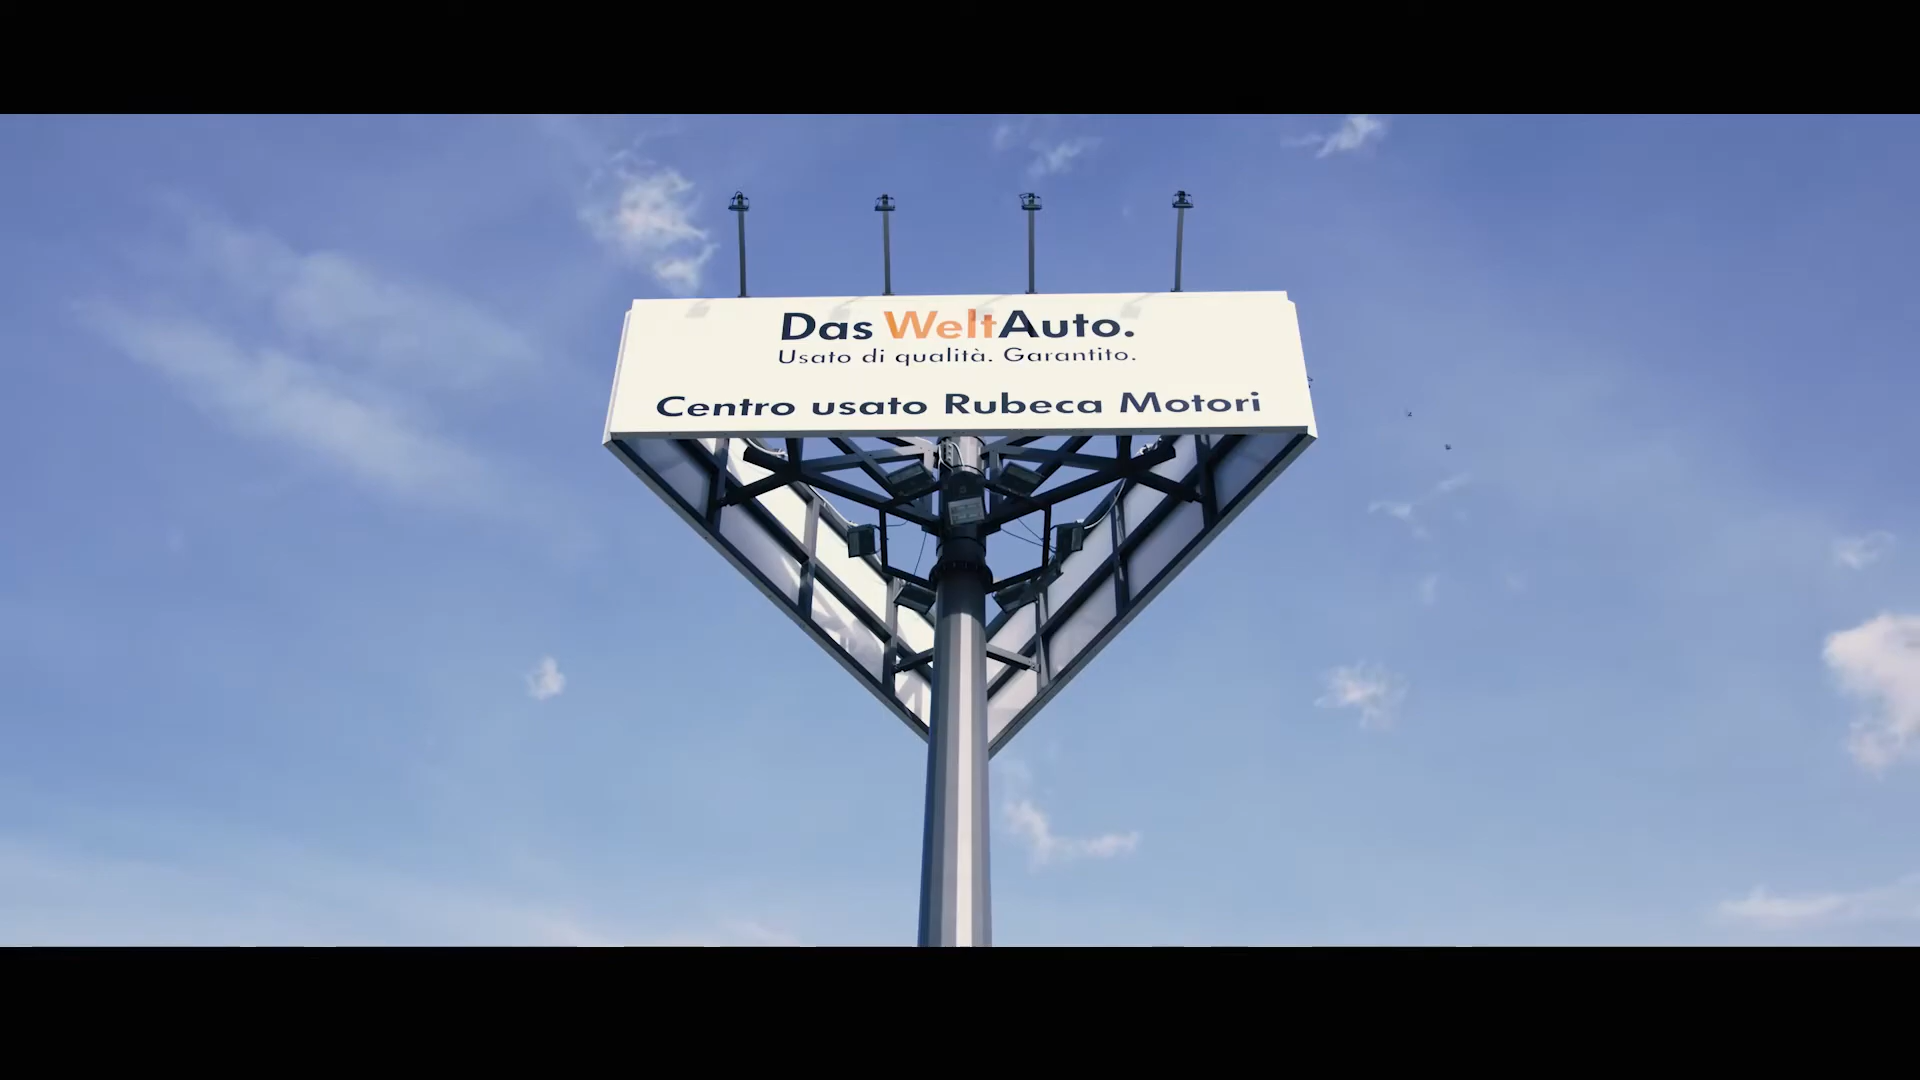 Das WeltAuto.
Usato di qualità. Garantito.
Centro usato Rubeca Motori